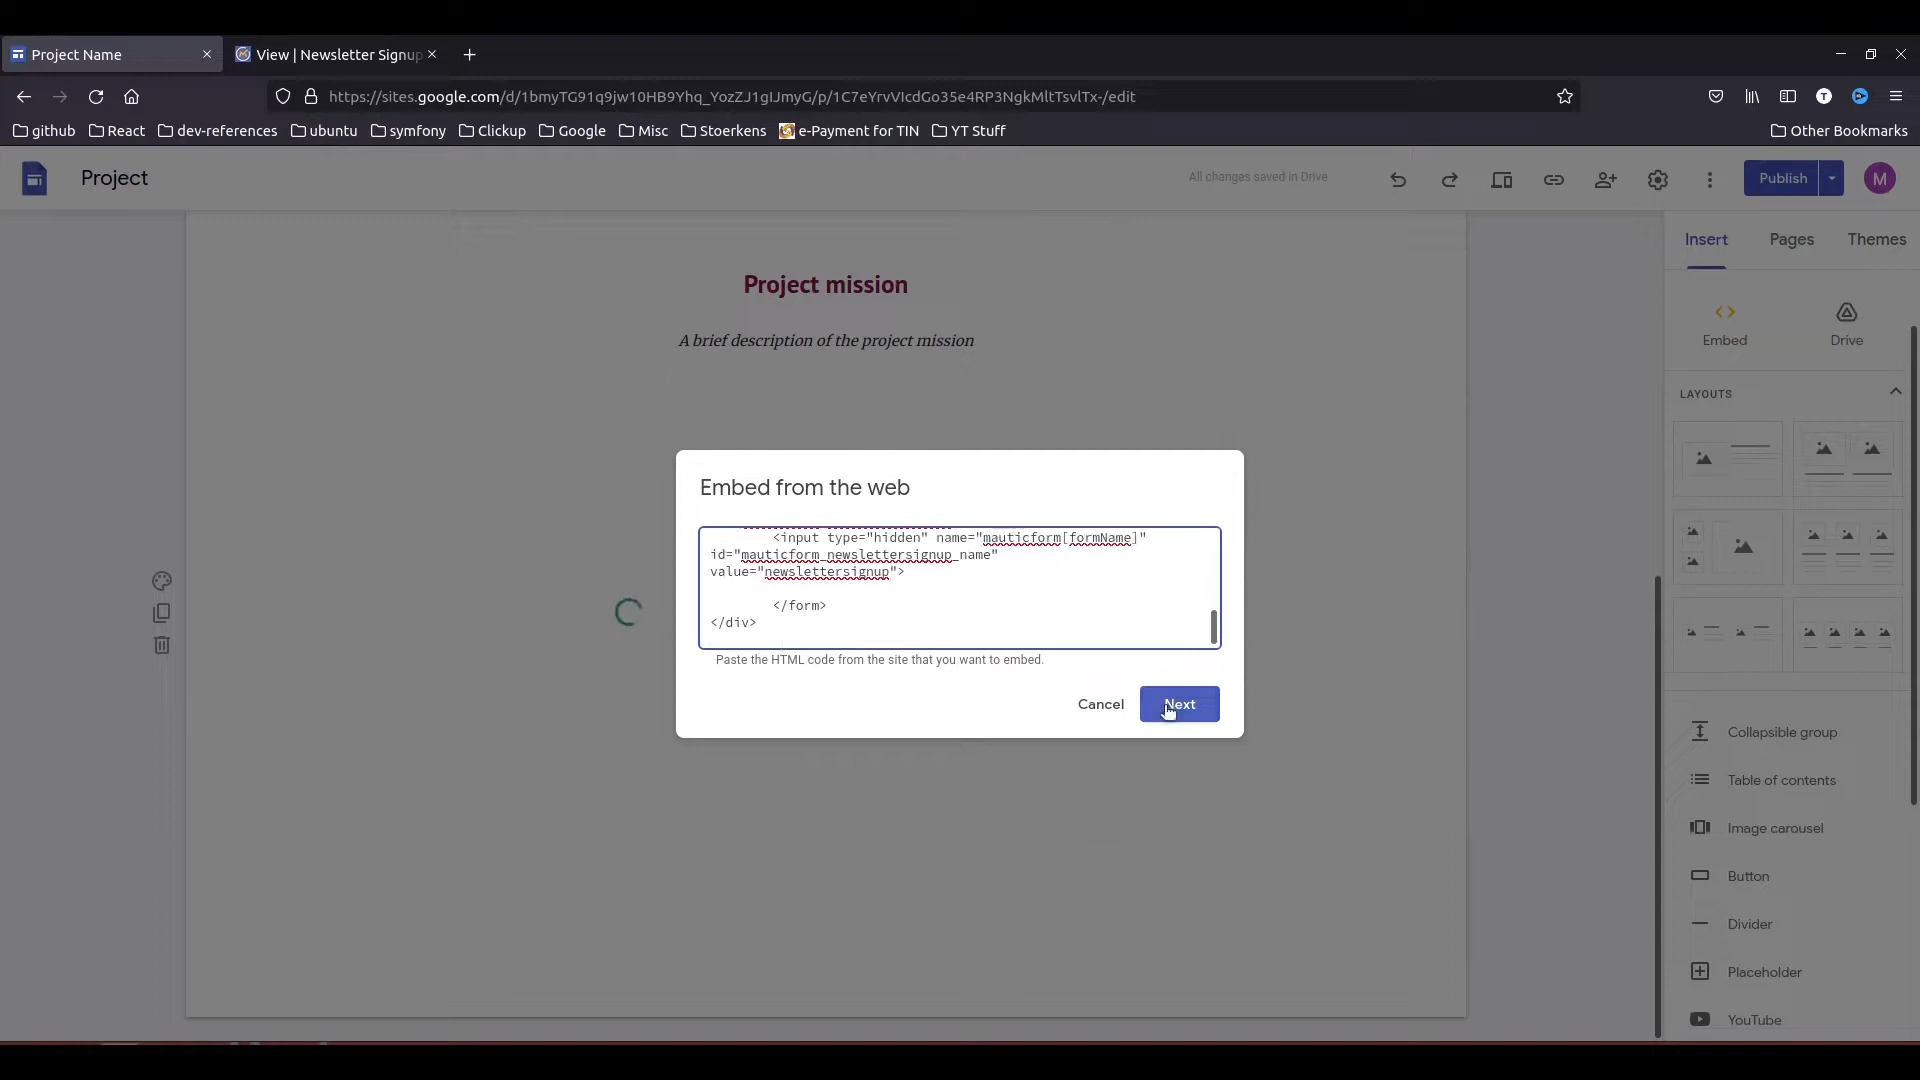 Project Name
View | Newsletter Signup
https://sites.google.com/d/1bmyTG91q9jw10HB9Yhq_YozZJ1gIJmyG/p/1C7eYrvVIcdGo35e4RP3NgkMltTsvlTx-/edit
T
github React dev-references ubuntu symfony Clickup Google Misc Stoerkens e-Payment for TIN YT Stuff Other Bookmarks
Project
All changes saved in Drive
Publish
M
Insert Pages Themes
Project mission
A brief description of the project mission
Embed Drive
LAYOUTS
Embed from the web
<input type="hidden" name="mauticform[formName]"
id="mauticform_newslettersignup_name"
value="newslettersignup">
</form>
</div>
Paste the HTML code from the site that you want to embed.
Cancel Next
Collapsible group
Table of contents
Image carousel
Button
Divider
Placeholder
YouTube